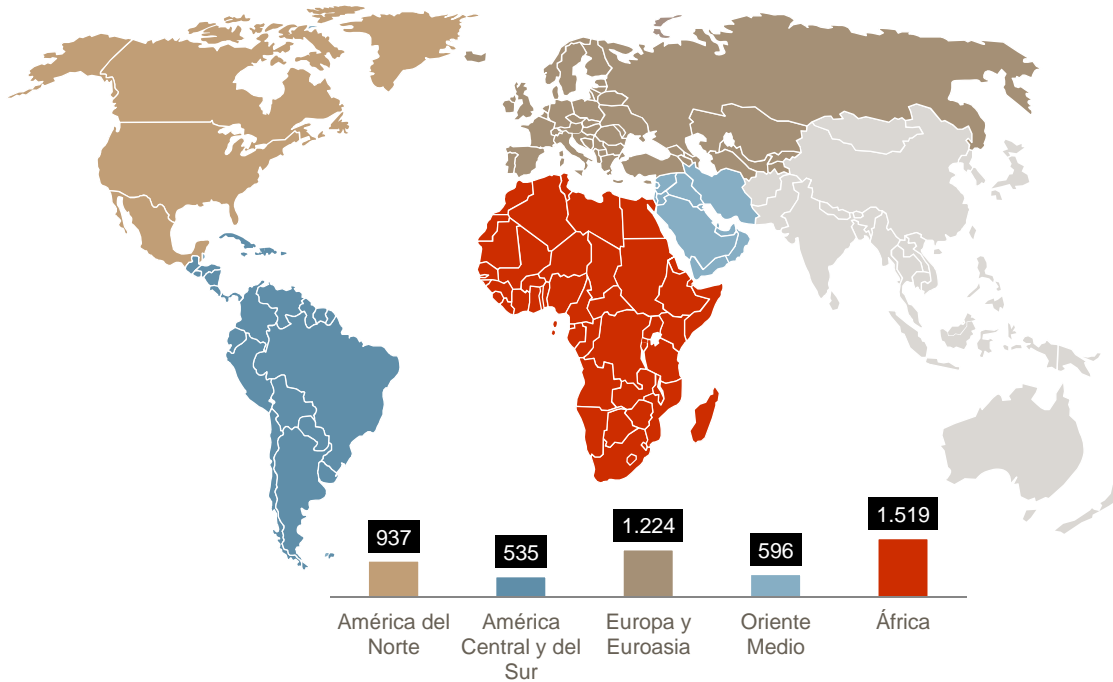 937
535
1.224
596
1.519
América del
Norte
América
Central y del
Sur
Europa y
Euroasia
Oriente
Medio
África